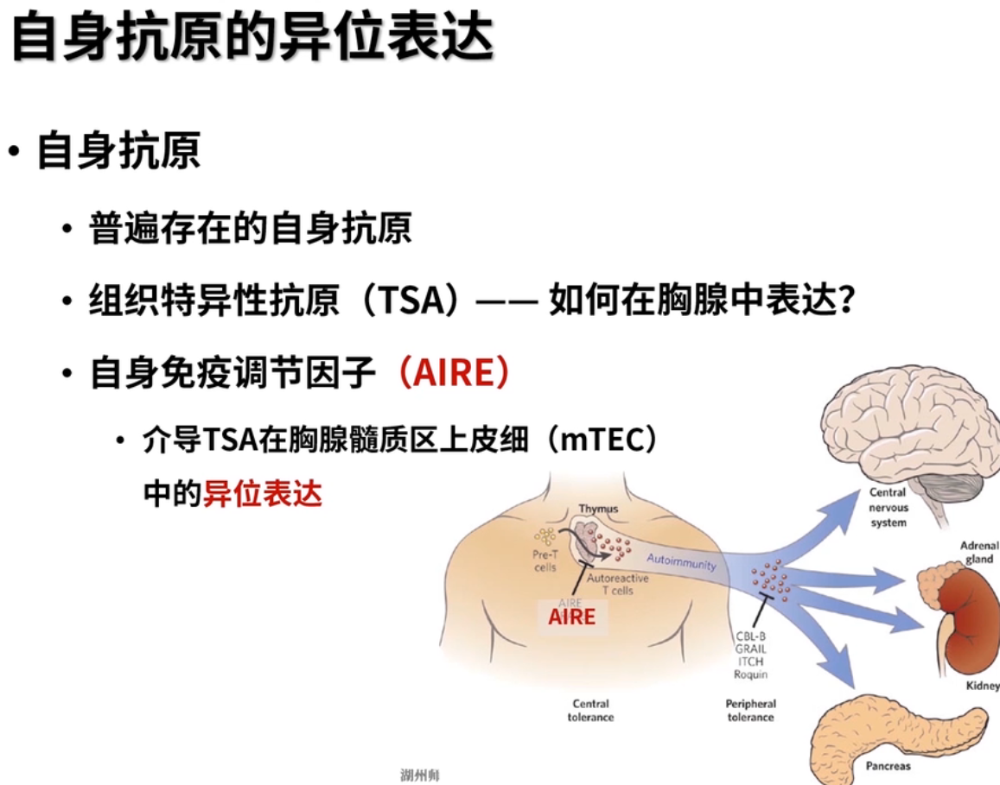 自身抗原的异位表达
• 自身抗原
• 普遍存在的自身抗原
• 组织特异性抗原（TSA）—— 如何在胸腺中表达？
• 自身免疫调节因子（AIRE）
• 介导TSA在胸腺髓质区上皮细（mTEC）
中的异位表达
Thymus
Pre-T
cells
Autoreactive
T cells
AIRE
AIRE
Autoimmunity
Central
tolerance
CBL-B
GRAIL
ITCH
Roquin
Peripheral
tolerance
Central
nervous
system
Adrenal
gland
Kidney
Pancreas
湖州师